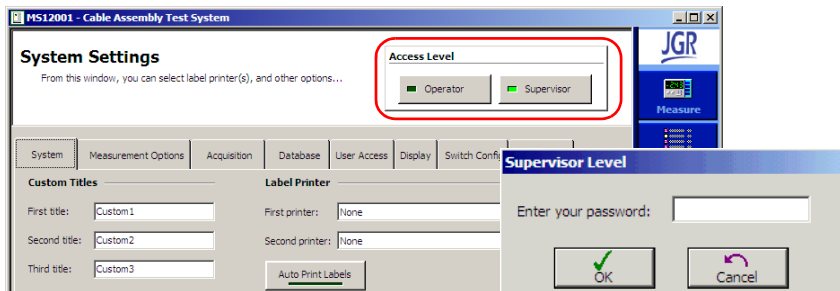 MS12001 - Cable Assembly Test System
System Settings
From this window, you can select label printer(s), and other options...
Access Level
Operator
Supervisor
JGR
Measure
System
Measurement Options
Acquisition
Database
User Access
Display
Switch Config
Custom Titles
Label Printer
First title:
Custom1
First printer:
None
Second title:
Custom2
Second printer:
None
Third title:
Custom3
Auto Print Labels
Supervisor Level
Enter your password:
OK
Cancel